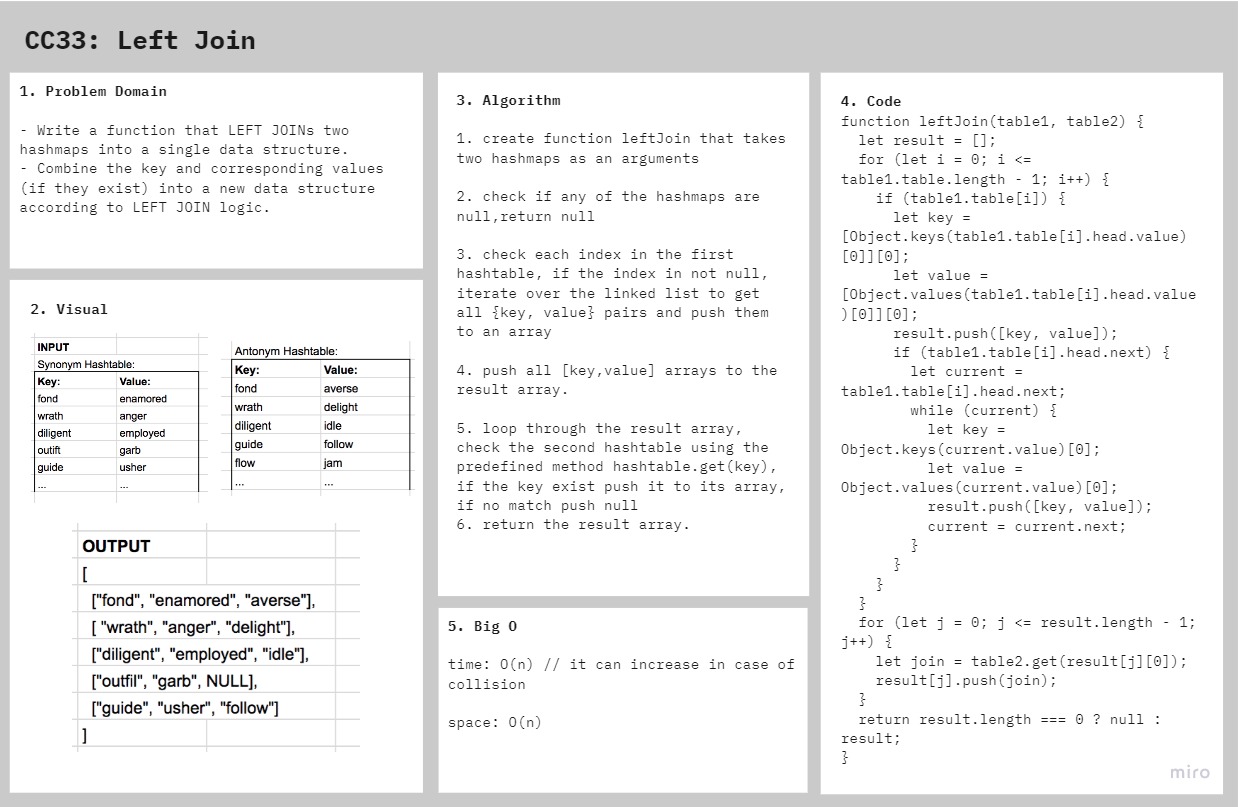 CC33: Left Join
1. Problem Domain
- Write a function that LEFT JOINs two
hashmaps into a single data structure.
- Combine the key and corresponding values
(if they exist) into a new data structure
according to LEFT JOIN logic.
2. Visual
INPUT
Synonym Hashtable:
Key: Value:
fond enamored
wrath anger
diligent employed
outift garb
guide usher
... ...
Antonym Hashtable:
Key: Value:
fond averse
wrath delight
diligent idle
guide follow
flow jam
... ...
OUTPUT
[
["fond", "enamored", "averse"],
[ "wrath", "anger", "delight"],
["diligent", "employed", "idle"],
["outfil", "garb", NULL],
["guide", "usher", "follow"]
]
3. Algorithm
1. create function leftJoin that takes
two hashmaps as an arguments
2. check if any of the hashmaps are
null,return null
3. check each index in the first
hashtable, if the index in not null,
iterate over the linked list to get
all {key, value} pairs and push them
to an array
4. push all [key,value] arrays to the
result array.
5. loop through the result array,
check the second hashtable using the
predefined method hashtable.get(key),
if the key exist push it to its array,
if no match push null
6. return the result array.
5. Big O
time: O(n) // it can increase in case of
collision
space: O(n)
4. Code
function leftJoin(table1, table2) {
let result = [];
for (let i = 0; i <=
table1.table.length - 1; i++) {
if (table1.table[i]) {
let key =
[Object.keys(table1.table[i].head.value)
[0]][0];
let value =
[Object.values(table1.table[i].head.value
)[0]][0];
result.push([key, value]);
if (table1.table[i].head.next) {
let current =
table1.table[i].head.next;
while (current) {
let key =
Object.keys(current.value)[0];
let value =
Object.values(current.value)[0];
result.push([key, value]);
current = current.next;
}
}
}
}
for (let j = 0; j <= result.length - 1;
j++) {
let join = table2.get(result[j][0]);
result[j].push(join);
}
return result.length === 0 ? null :
result;
}
miro